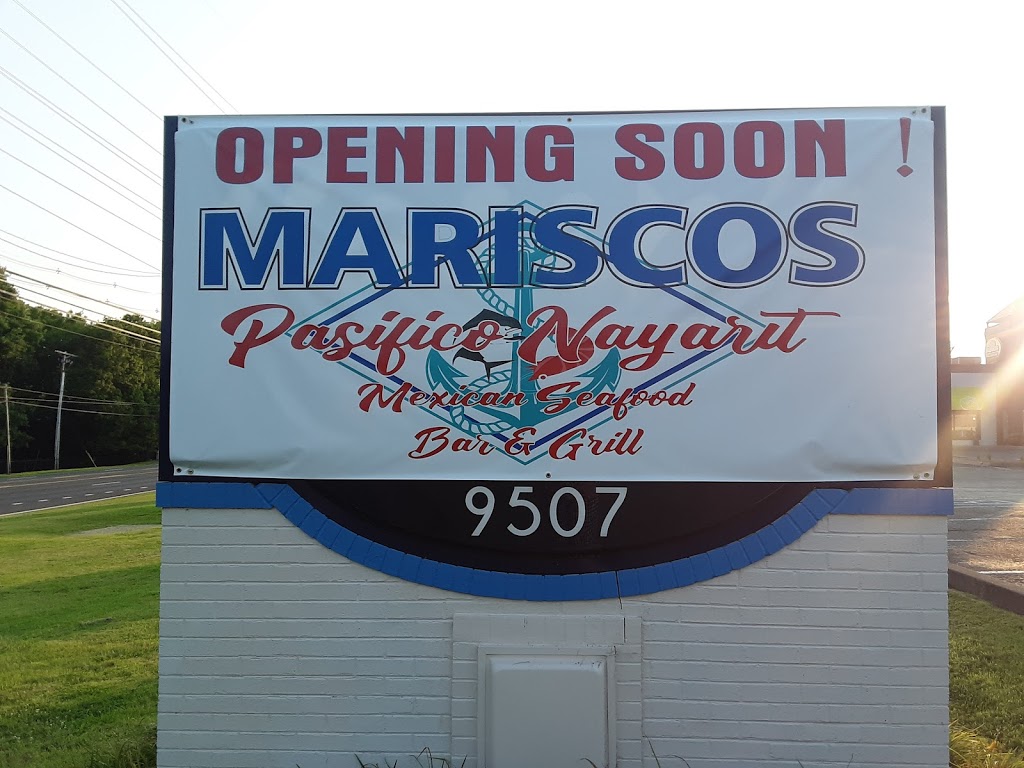 OPENING SOON !
MARISCOS
Pasifico Nayarit
Mexican Seafood
Bar & Grill
9507